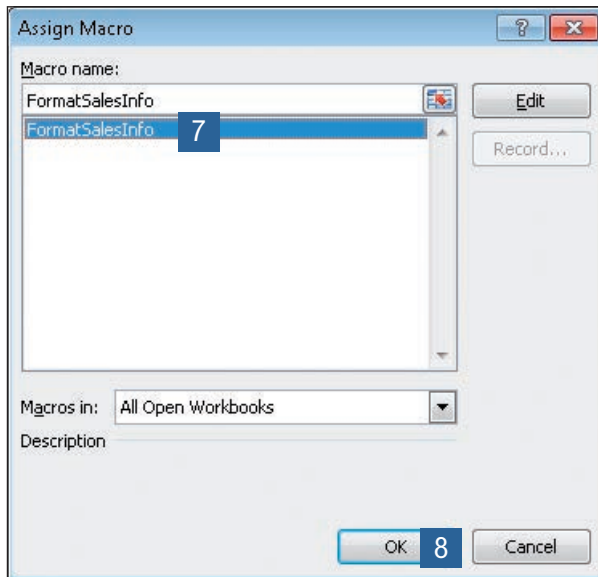 Assign Macro
Macro name:
FormatSalesInfo
Edit
FormatSalesInfo 7
Record...
Macros in: All Open Workbooks
Description
OK 8 Cancel